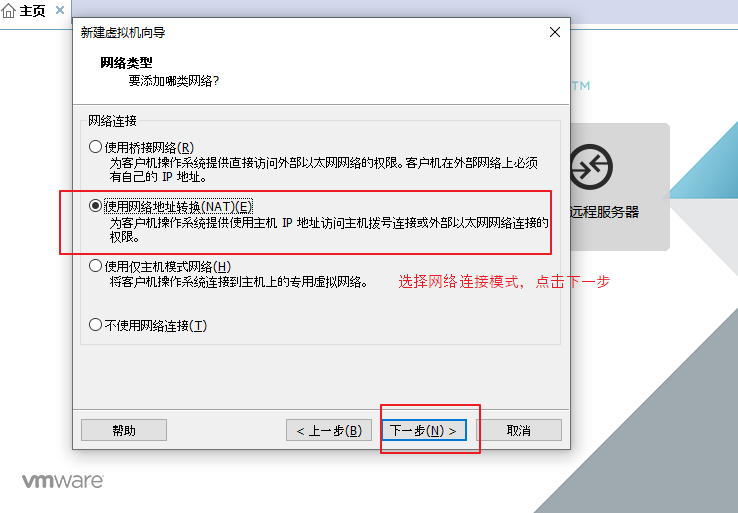 主页
新建虚拟机向导
网络类型
要添加哪类网络?
TM
网络连接
使用桥接网络(R)
为客户机操作系统提供直接访问外部以太网网络的权限。客户机在外部网络上必须
有自己的 IP 地址。
使用网络地址转换(NAT)(E)
为客户机操作系统提供使用主机 IP 地址访问主机拨号连接或外部以太网网络连接的
权限。
远程服务器
使用仅主机模式网络(H)
将客户机操作系统连接到主机上的专用虚拟网络。
选择网络连接模式，点击下一步
不使用网络连接(T)
帮助
< 上一步(B)
下一步(N) >
取消
vmware